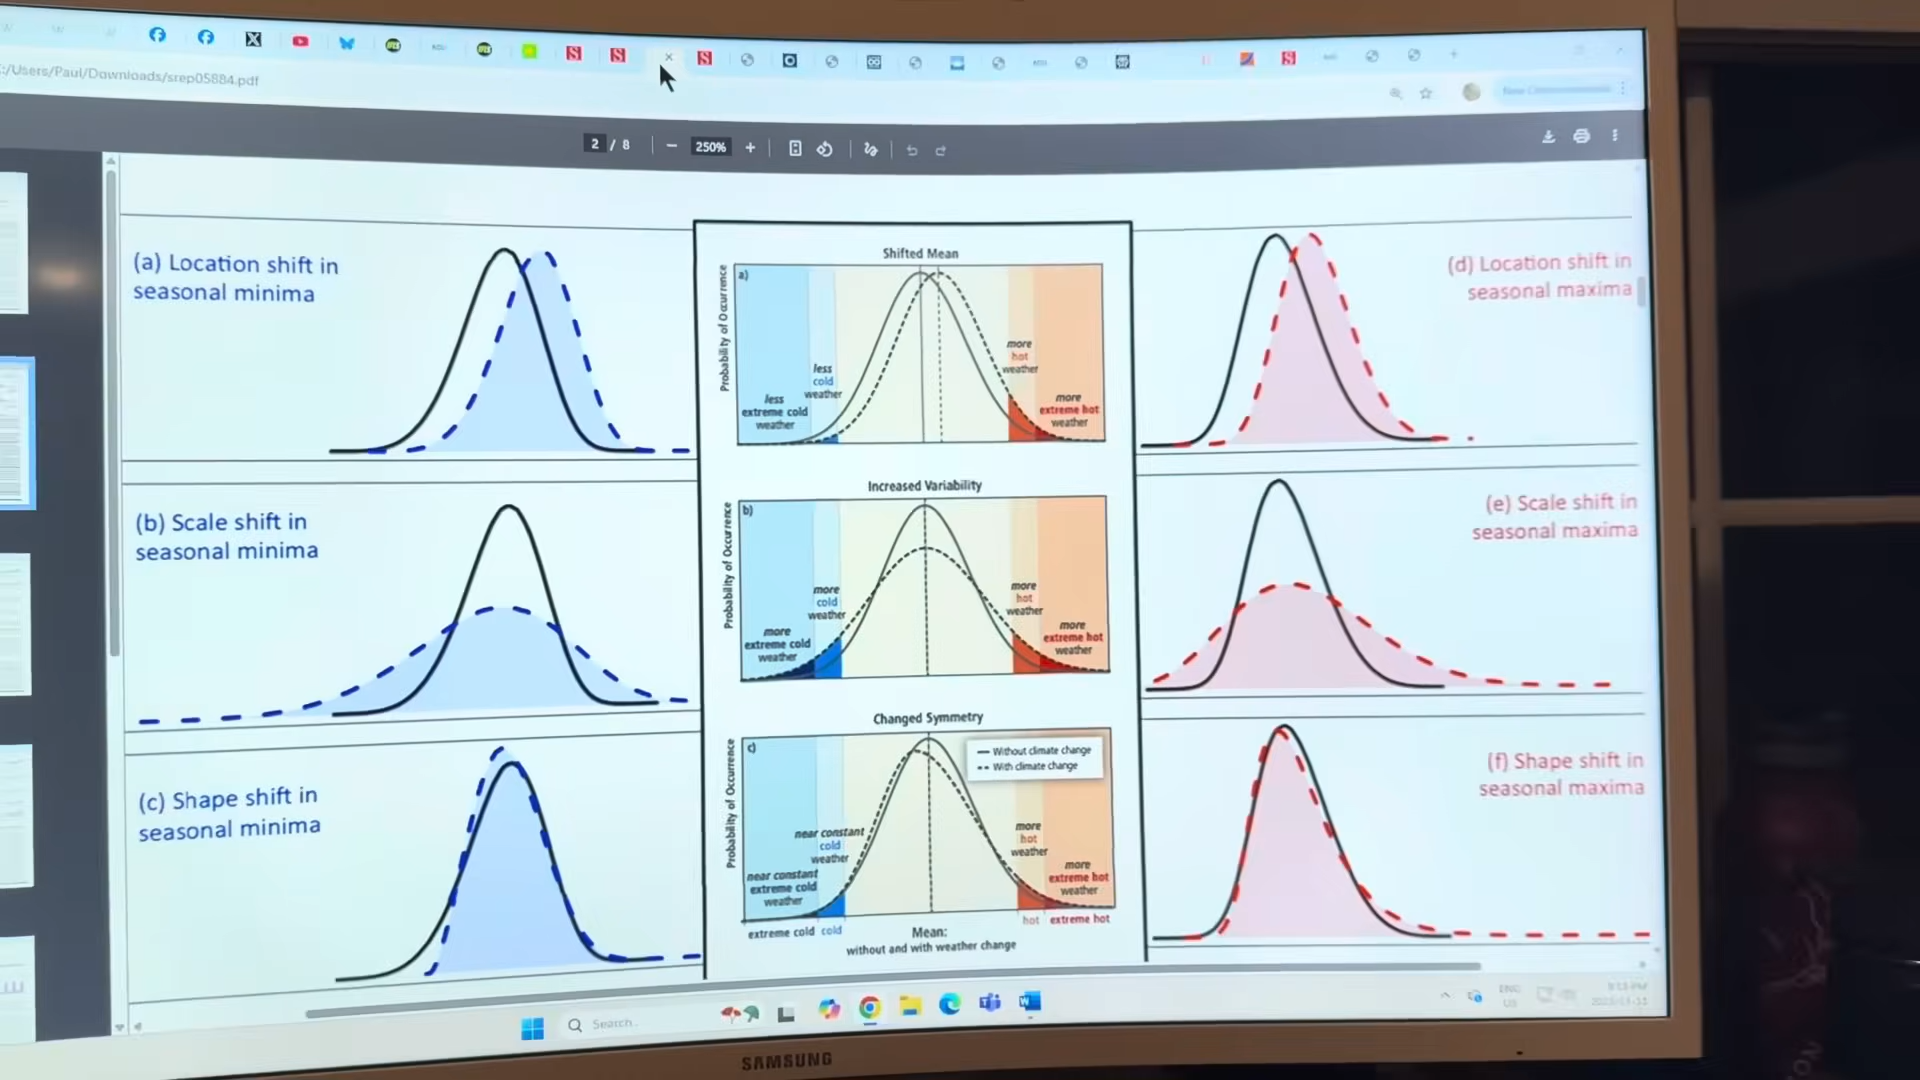 :/Users/Paul/Downloads/srep05884.pdf
2 / 8
250%
(a) Location shift in
seasonal minima
(b) Scale shift in
seasonal minima
(c) Shape shift in
seasonal minima
Shifted Mean
Probability of Occurrence
a)
less
extreme cold
weather
less
cold
weather
more
hot
weather
more
extreme hot
weather
Increased Variability
Probability of Occurrence
b)
more
extreme cold
weather
more
cold
weather
more
hot
weather
more
extreme hot
weather
Changed Symmetry
Probability of Occurrence
c)
Without climate change
With climate change
near constant
extreme cold
weather
near constant
cold
weather
more
hot
weather
more
extreme hot
weather
extreme cold
cold
hot
extreme hot
Mean:
without and with weather change
(d) Location shift in
seasonal maxima
(e) Scale shift in
seasonal maxima
(f) Shape shift in
seasonal maxima
Search
ENG
US
SAMSUNG